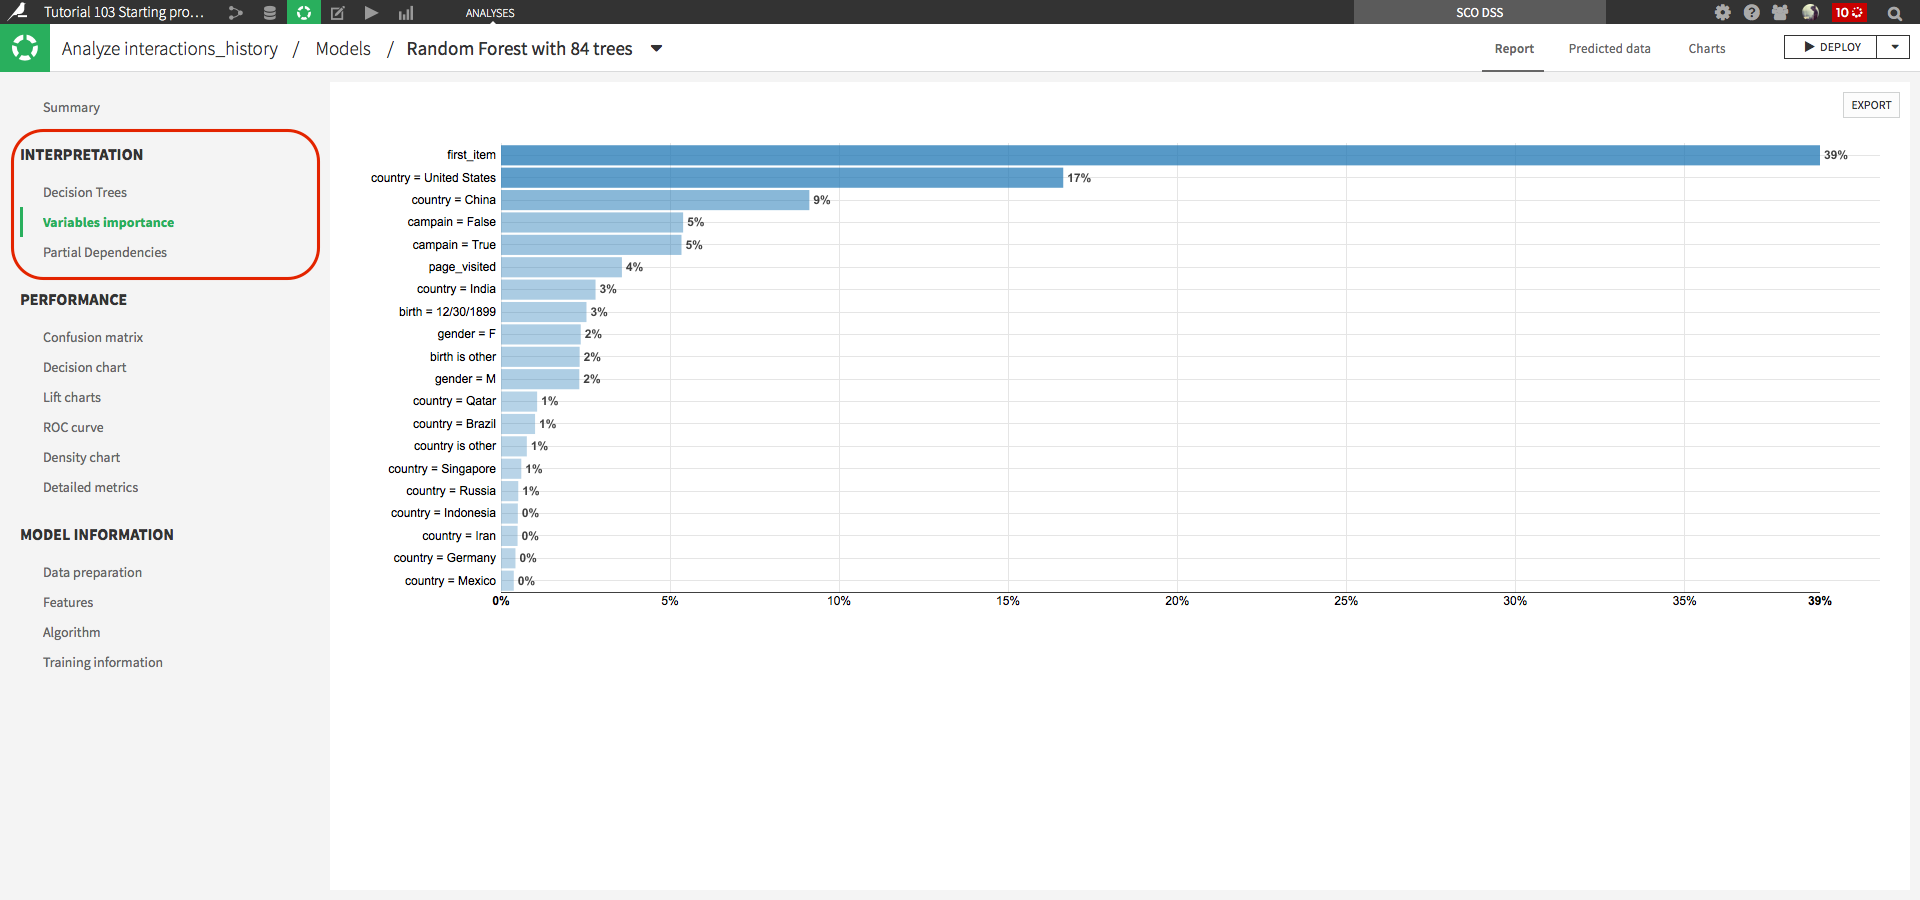 Tutorial 103 Starting pro...
ANALYSES
SCO DSS
10
Analyze interactions_history / Models / Random Forest with 84 trees
Report
Predicted data
Charts
DEPLOY
Summary
INTERPRETATION
Decision Trees
Variables importance
Partial Dependencies
PERFORMANCE
Confusion matrix
Decision chart
Lift charts
ROC curve
Density chart
Detailed metrics
MODEL INFORMATION
Data preparation
Features
Algorithm
Training information
EXPORT
first_item 39%
country = United States 17%
country = China 9%
campain = False 5%
campain = True 5%
page_visited 4%
country = India 3%
birth = 12/30/1899 3%
gender = F 2%
birth is other 2%
gender = M 2%
country = Qatar 1%
country = Brazil 1%
country is other 1%
country = Singapore 1%
country = Russia 1%
country = Indonesia 0%
country = Iran 0%
country = Germany 0%
country = Mexico 0%
0% 5% 10% 15% 20% 25% 30% 35% 39%